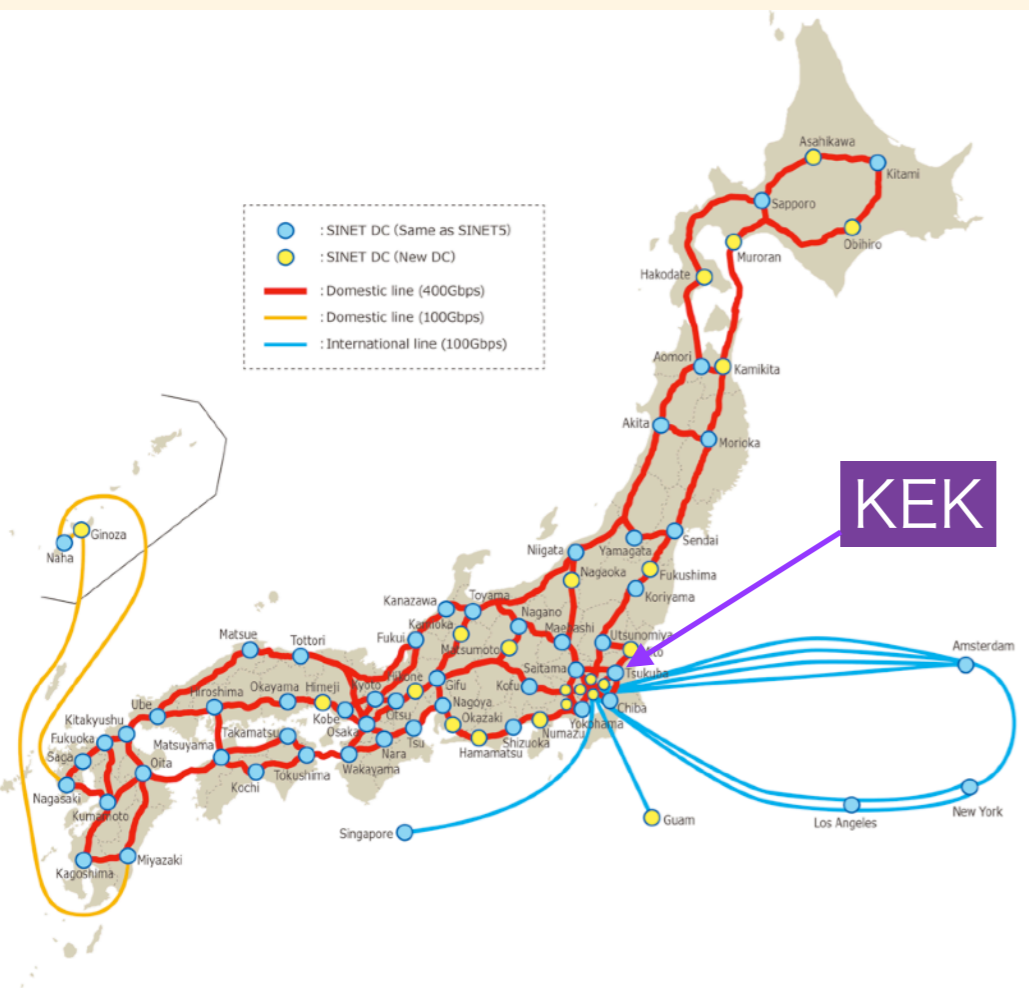 Asahikawa
Kitami
Sapporo
Obihiro
Muroran
Hakodate
: SINET DC (Same as SINET5)
: SINET DC (New DC)
: Domestic line (400Gbps)
: Domestic line (100Gbps)
: International line (100Gbps)
Aomori
Kamikita
Akita
Morioka
KEK
Ginoza
Naha
Niigata
Yamagata
Sendai
Nagaoka
Fukushima
Koriyama
Kanazawa
Toyama
Nagano
Maebashi
Utsunomiya
Fukui
Matsumoto
Matsue
Tottori
Saitama
Tsukuba
Amsterdam
Hiroshima
Okayama
Himeji
Kyoto
Hikone
Gifu
Kofu
Chiba
Ube
Kobe
Otsu
Nagoya
Kitakyushu
Osaka
Okazaki
Yokohama
Fukuoka
Takamatsu
Numazu
Matsuyama
Nara
Tsu
Shizuoka
Saga
Oita
Hamamatsu
Kochi
Tokushima
Wakayama
Nagasaki
Kumamoto
Singapore
Guam
Los Angeles
New York
Kagoshima
Miyazaki